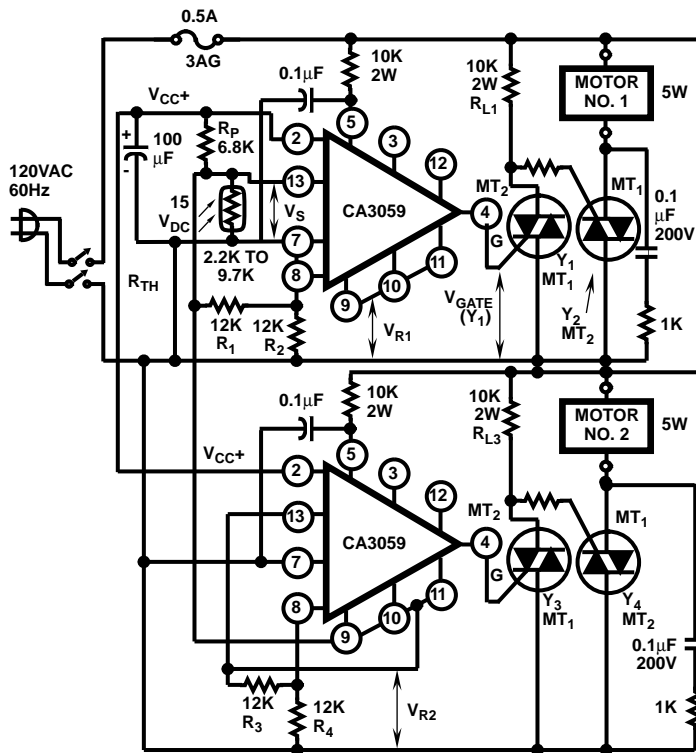 0.5A
3AG
0.1µF
10K
2W
10K
2W
RL1
MOTOR
NO. 1
5W
VCC+
+
100
µF
-
RP
6.8K
5
2
3
12
13
CA3059
4
MT2
MT1
0.1
µF
200V
120VAC
60Hz
15
VDC
VS
7
8
G
Y1
MT1
2.2K TO
9.7K
11
10
9
RTH
12K
R1
12K
R2
VR1
VGATE
(Y1)
Y2
MT2
1K
0.1µF
10K
2W
10K
2W
RL3
MOTOR
NO. 2
5W
VCC+
5
2
3
12
13
CA3059
4
MT2
MT1
7
G
8
11
10
9
Y3
MT1
Y4
MT2
0.1µF
200V
12K
R3
12K
R4
VR2
1K